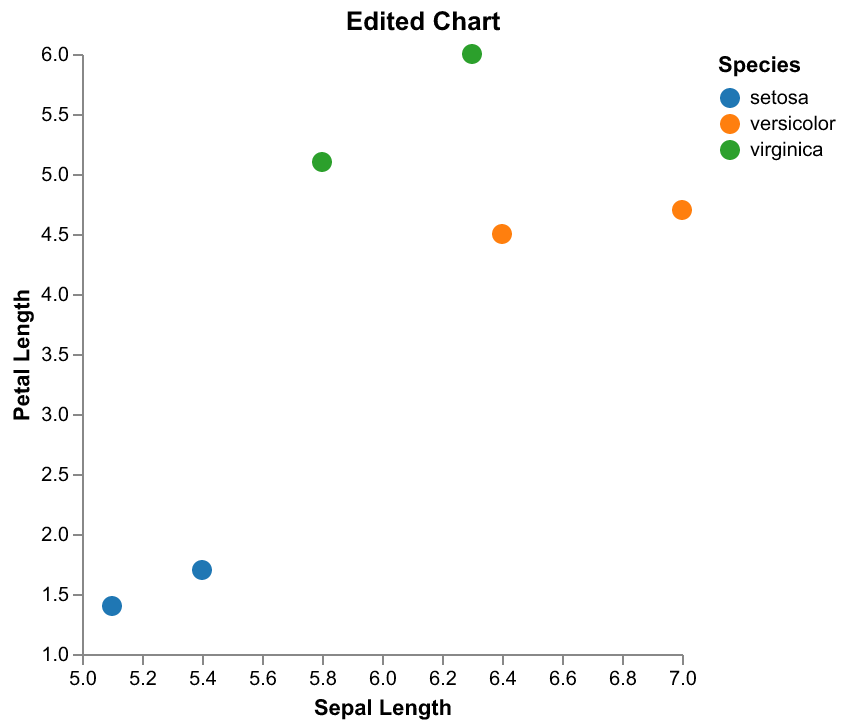 Edited Chart
Species
setosa
versicolor
virginica
Petal Length
6.0
5.5
5.0
4.5
4.0
3.5
3.0
2.5
2.0
1.5
1.0
5.0 5.2 5.4 5.6 5.8 6.0 6.2 6.4 6.6 6.8 7.0
Sepal Length